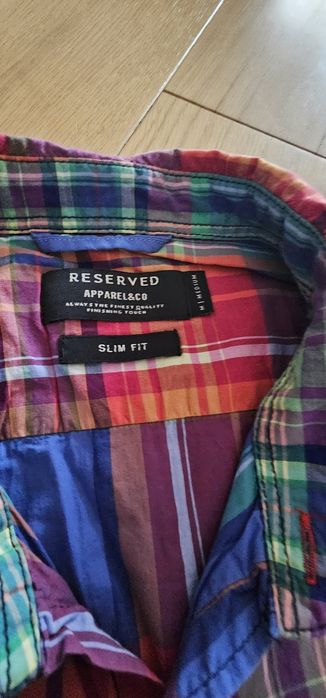 RESERVED
APPAREL&CO
ALWAYS THE FINEST QUALITY
FINISHING TOUCH
M | MEDIUM
SLIM FIT